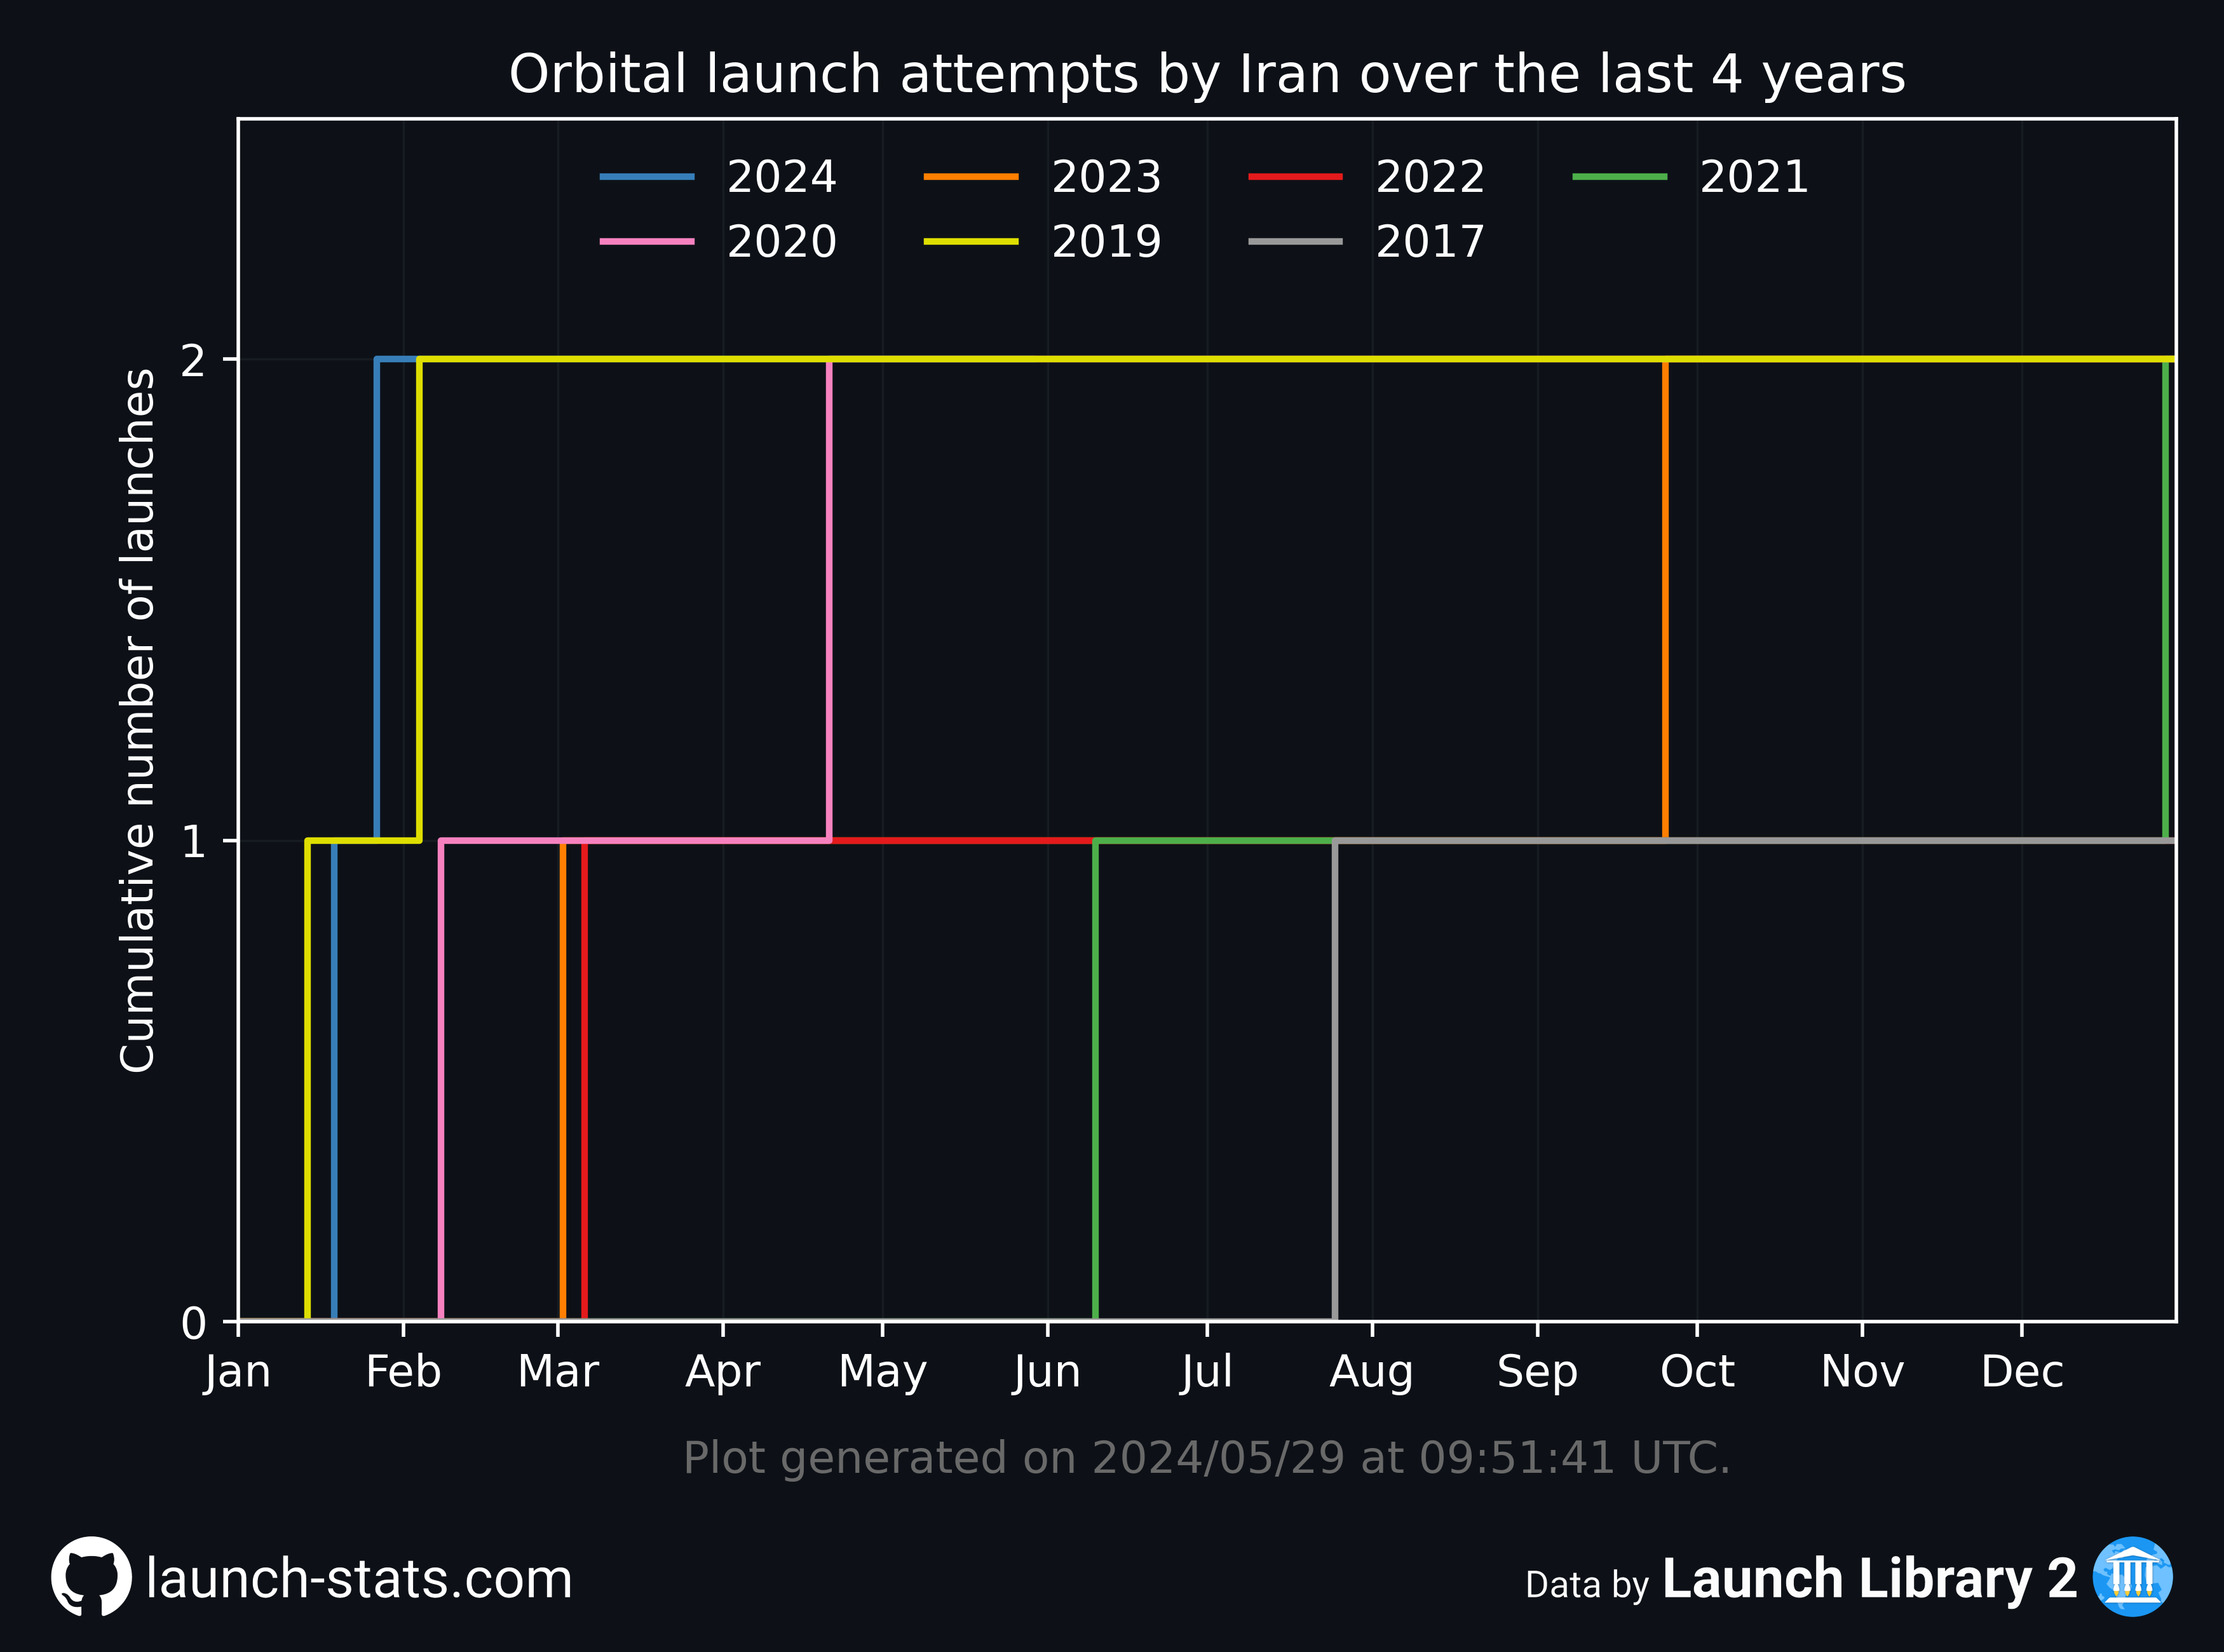 Orbital launch attempts by Iran over the last 4 years
2024 2023 2022 2021
2020 2019 2017
Cumulative number of launches
2
1
0
Jan Feb Mar Apr May Jun Jul Aug Sep Oct Nov Dec
Plot generated on 2024/05/29 at 09:51:41 UTC.
launch-stats.com
Data by Launch Library 2